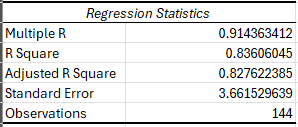 Regression Statistics
Multiple R 0.914363412
R Square 0.83606045
Adjusted R Square 0.827622385
Standard Error 3.661529639
Observations 144